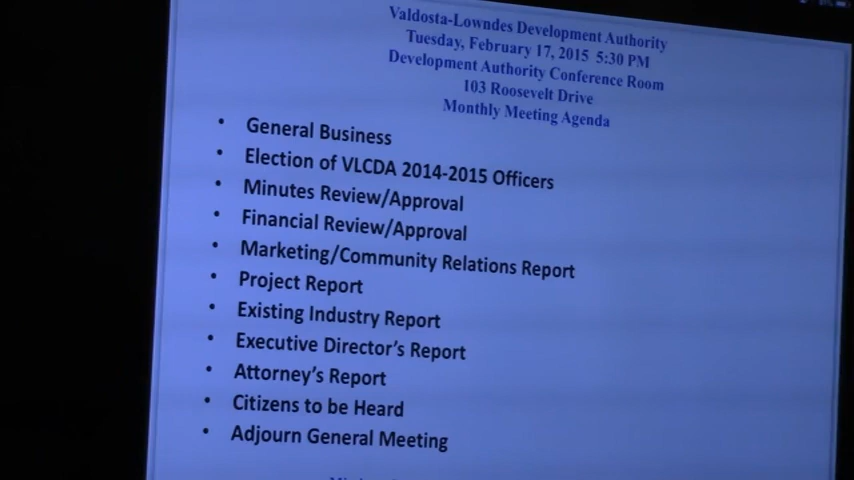 Valdosta-Lowndes Development Authority
Tuesday, February 17, 2015 5:30 PM
Development Authority Conference Room
103 Roosevelt Drive
Monthly Meeting Agenda
• General Business
• Election of VLCDA 2014-2015 Officers
• Minutes Review/Approval
• Financial Review/Approval
• Marketing/Community Relations Report
• Project Report
• Existing Industry Report
• Executive Director's Report
• Attorney's Report
• Citizens to be Heard
• Adjourn General Meeting